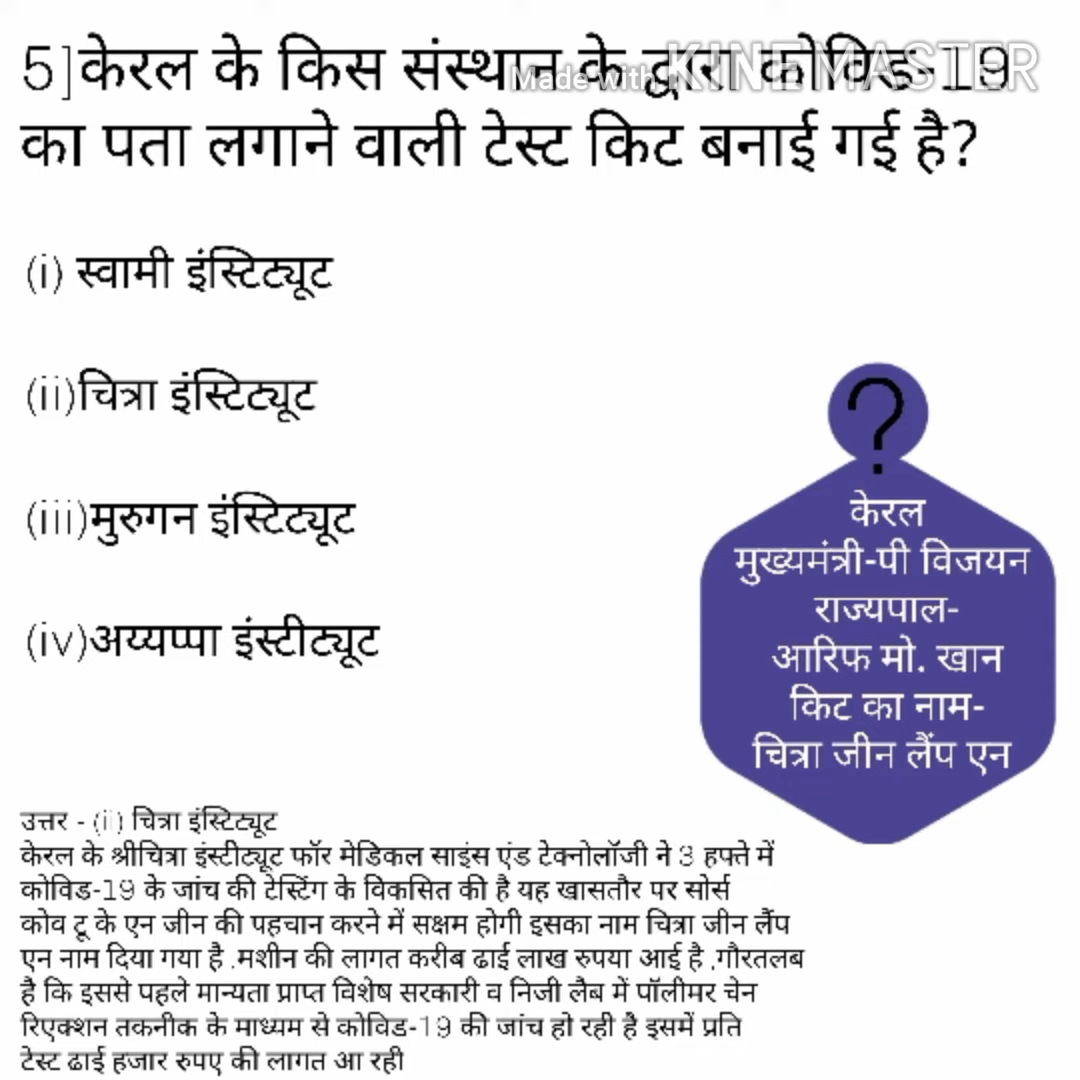 5]केरल के किस संस्थान के द्वारा कोविड-19
Made with KINEMASTER
का पता लगाने वाली टेस्ट किट बनाई गई है?
(i) स्वामी इंस्टिट्यूट
(ii)चित्रा इंस्टिट्यूट
(iii)मुरुगन इंस्टिट्यूट
(iv)अय्यप्पा इंस्टीट्यूट
?
केरल
मुख्यमंत्री-पी विजयन
राज्यपाल-
आरिफ मो. खान
किट का नाम-
चित्रा जीन लैंप एन
उत्तर - (ii) चित्रा इंस्टिट्यूट
केरल के श्रीचित्रा इंस्टीट्यूट फॉर मेडिकल साइंस एंड टेक्नोलॉजी ने 3 हफ्ते में
कोविड-19 के जांच की टेस्टिंग के विकसित की है यह खासतौर पर सोर्स
कोव टू के एन जीन की पहचान करने में सक्षम होगी इसका नाम चित्रा जीन लैंप
एन नाम दिया गया है .मशीन की लागत करीब ढाई लाख रुपया आई है ,गौरतलब
है कि इससे पहले मान्यता प्राप्त विशेष सरकारी व निजी लैब में पॉलीमर चेन
रिएक्शन तकनीक के माध्यम से कोविड-19 की जांच हो रही है इसमें प्रति
टेस्ट ढाई हजार रुपए की लागत आ रही